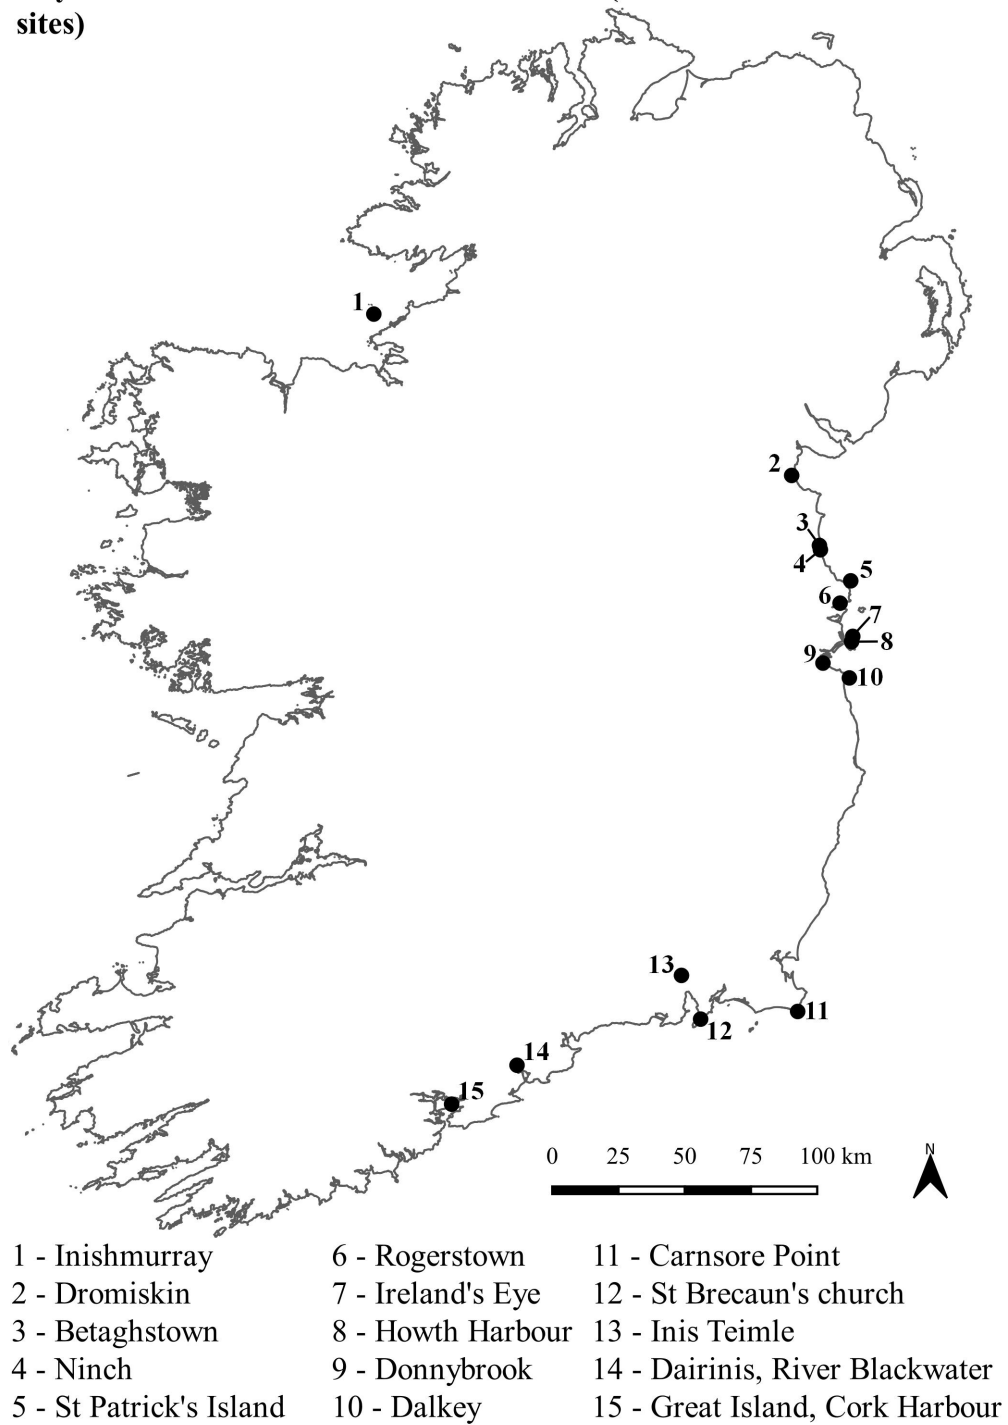 sites)
1
2
3
4
5
6
7
8
9
10
11
12
13
14
15
0 25 50 75 100 km
N
1 - Inishmurray
2 - Dromiskin
3 - Betaghstown
4 - Ninch
5 - St Patrick's Island
6 - Rogerstown
7 - Ireland's Eye
8 - Howth Harbour
9 - Donnybrook
10 - Dalkey
11 - Carnsore Point
12 - St Brecaun's church
13 - Inis Teimle
14 - Dairinis, River Blackwater
15 - Great Island, Cork Harbour